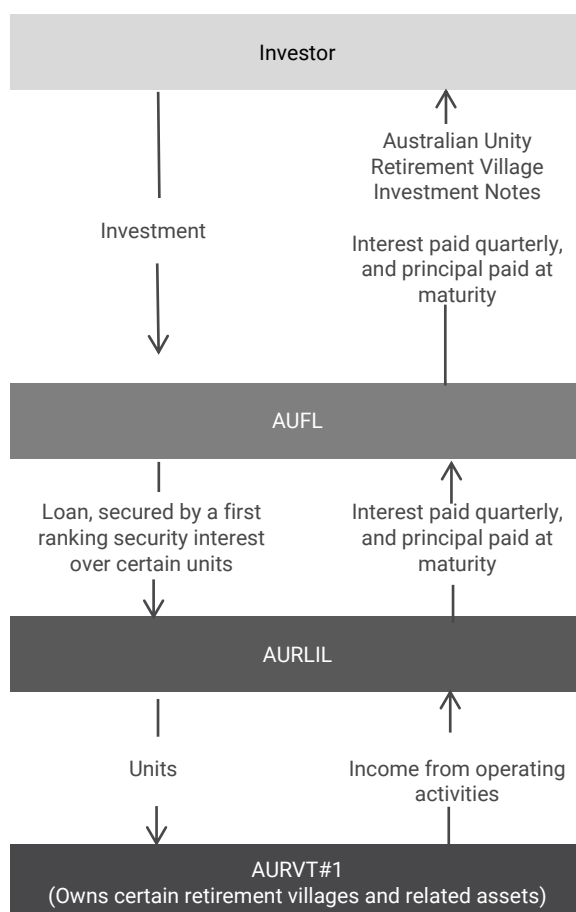 Investor
Investment
Australian Unity
Retirement Village
Investment Notes
Interest paid quarterly,
and principal paid at
maturity
AUFL
Loan, secured by a first
ranking security interest
over certain units
Interest paid quarterly,
and principal paid at
maturity
AURLIL
Units
Income from operating
activities
AURVT#1
(Owns certain retirement villages and related assets)